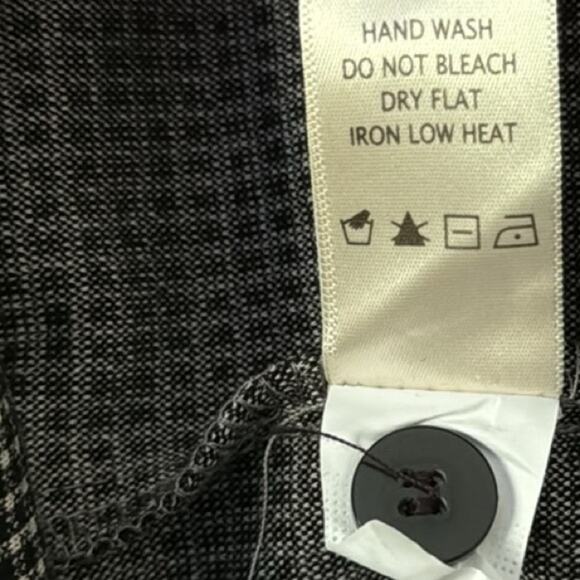 HAND WASH
DO NOT BLEACH
DRY FLAT
IRON LOW HEAT